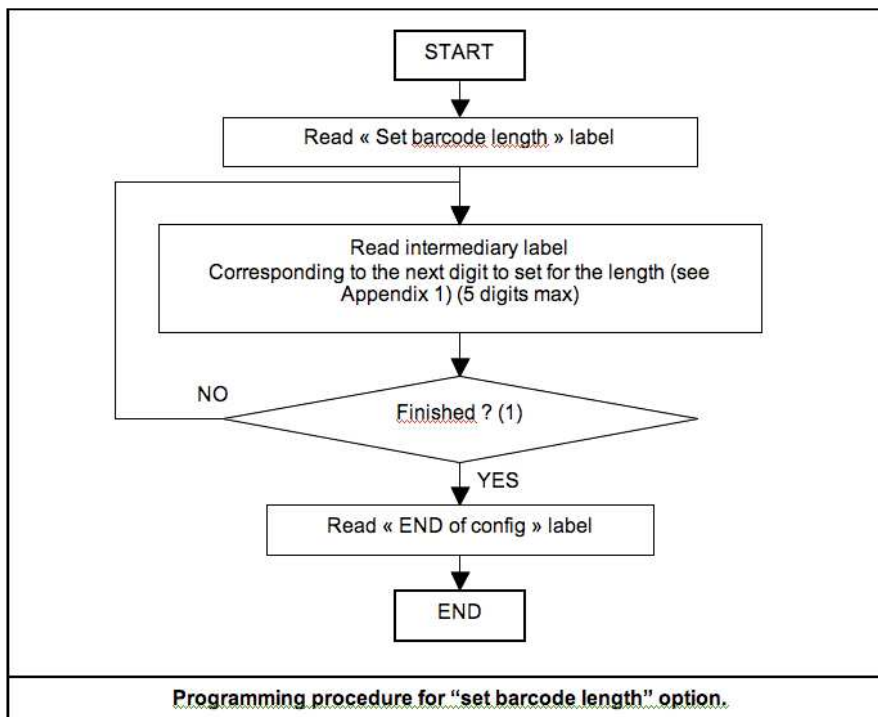 START
Read « Set barcode length » label
Read intermediary label
Corresponding to the next digit to set for the length (see
Appendix 1) (5 digits max)
NO
Finished ? (1)
YES
Read « END of config » label
END
Programming procedure for “set barcode length” option.